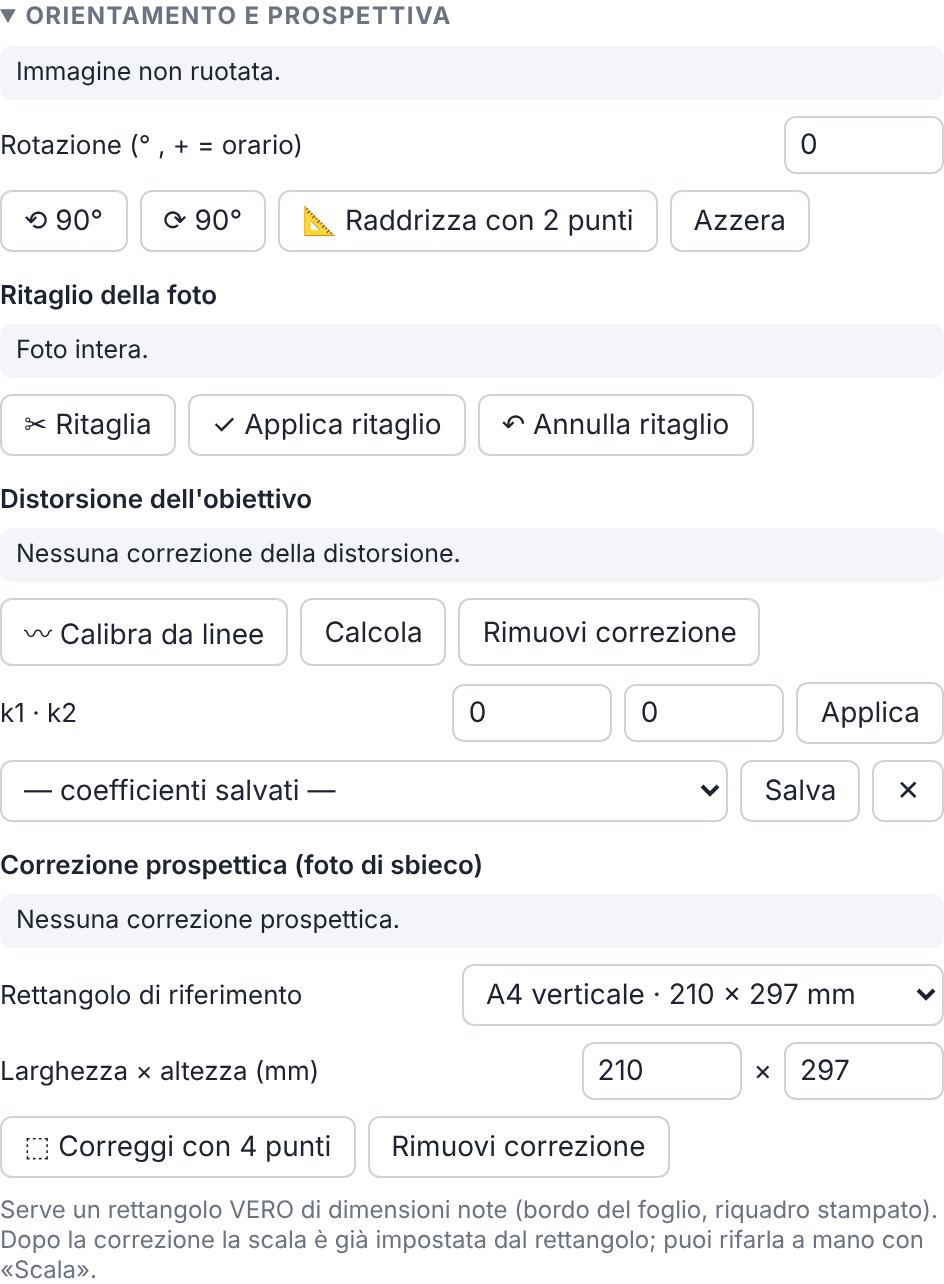 ▼ ORIENTAMENTO E PROSPETTIVA
Immagine non ruotata.
Rotazione (° , + = orario) 0
⟲ 90° ⟳ 90° 📐 Raddrizza con 2 punti Azzera
Ritaglio della foto
Foto intera.
✂ Ritaglia ✓ Applica ritaglio ↶ Annulla ritaglio
Distorsione dell'obiettivo
Nessuna correzione della distorsione.
〰 Calibra da linee Calcola Rimuovi correzione
k1 · k2 0 0 Applica
— coefficienti salvati — Salva ✕
Correzione prospettica (foto di sbieco)
Nessuna correzione prospettica.
Rettangolo di riferimento A4 verticale · 210 × 297 mm
Larghezza × altezza (mm) 210 × 297
⬚ Correggi con 4 punti Rimuovi correzione
Serve un rettangolo VERO di dimensioni note (bordo del foglio, riquadro stampato).
Dopo la correzione la scala è già impostata dal rettangolo; puoi rifarla a mano con
«Scala».